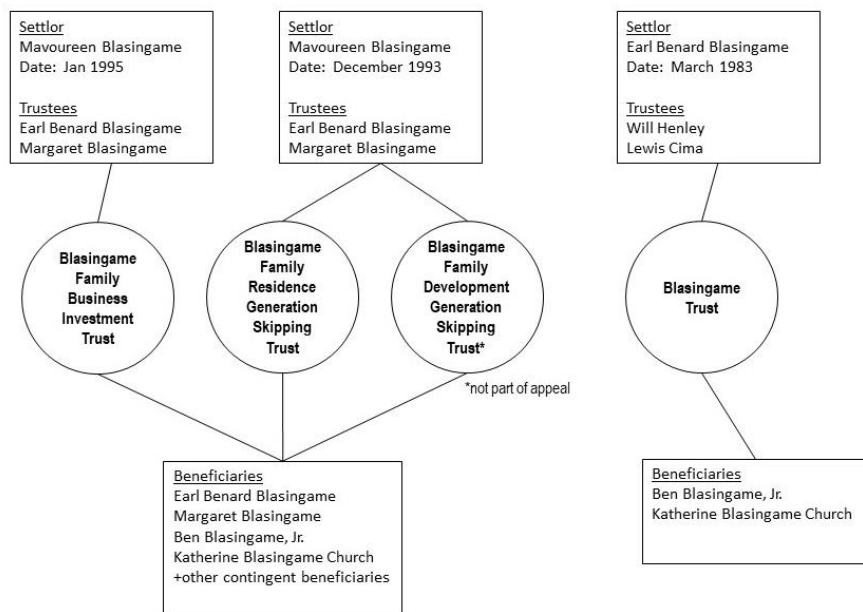 Settlor
Mavoureen Blasingame
Date: Jan 1995
Trustees
Earl Benard Blasingame
Margaret Blasingame
Settlor
Mavoureen Blasingame
Date: December 1993
Trustees
Earl Benard Blasingame
Margaret Blasingame
Settlor
Earl Benard Blasingame
Date: March 1983
Trustees
Will Henley
Lewis Cima
Blasingame
Family
Business
Investment
Trust
Blasingame
Family
Residence
Generation
Skipping
Trust
Blasingame
Family
Development
Generation
Skipping
Trust*
*not part of appeal
Blasingame
Trust
Beneficiaries
Earl Benard Blasingame
Margaret Blasingame
Ben Blasingame, Jr.
Katherine Blasingame Church
+other contingent beneficiaries
Beneficiaries
Ben Blasingame, Jr.
Katherine Blasingame Church